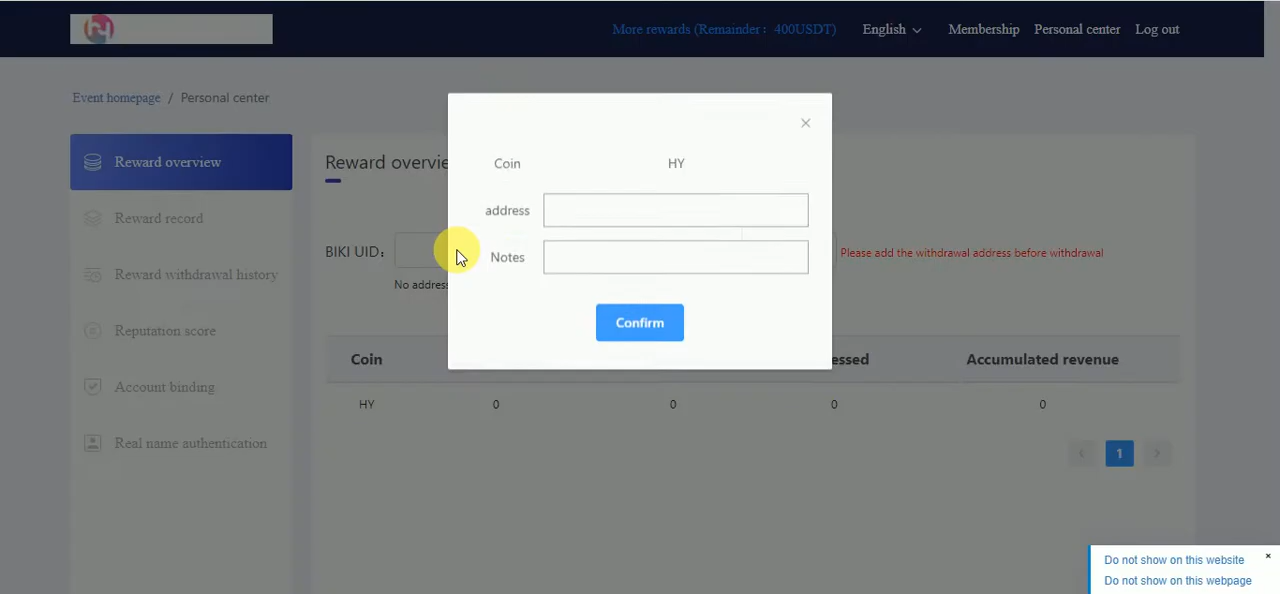 hy
More rewards (Remainder：400USDT) English Membership Personal center Log out
Event homepage / Personal center
Reward overview
Reward record
Reward withdrawal history
Reputation score
Account binding
Real name authentication
Reward overvie
BIKI UID：
Please add the withdrawal address before withdrawal
No address
×
Coin HY
address
Notes
Confirm
Coin essed Accumulated revenue
HY 0 0 0 0
< 1 >
×
Do not show on this website
Do not show on this webpage